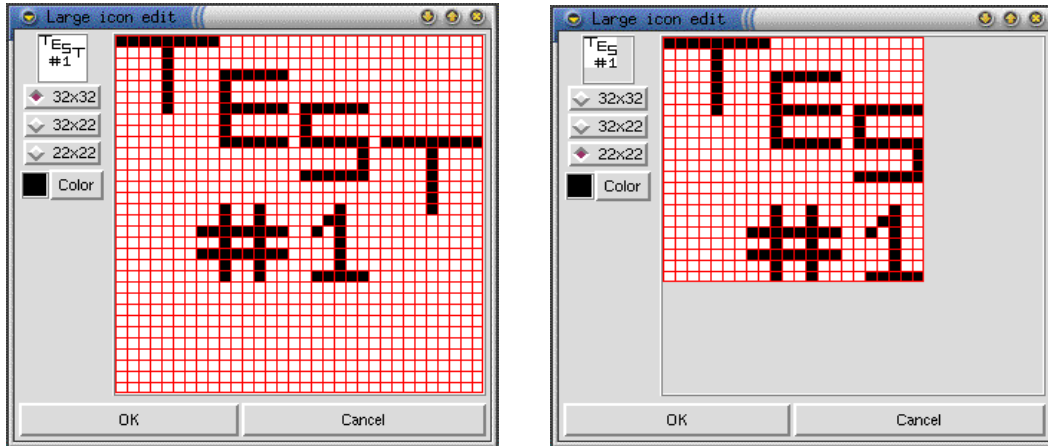 Large icon edit
TEST
#1
32x32
32x22
22x22
Color
TEST
#1
OK Cancel
Large icon edit
TES
#1
32x32
32x22
22x22
Color
TES
#1
OK Cancel